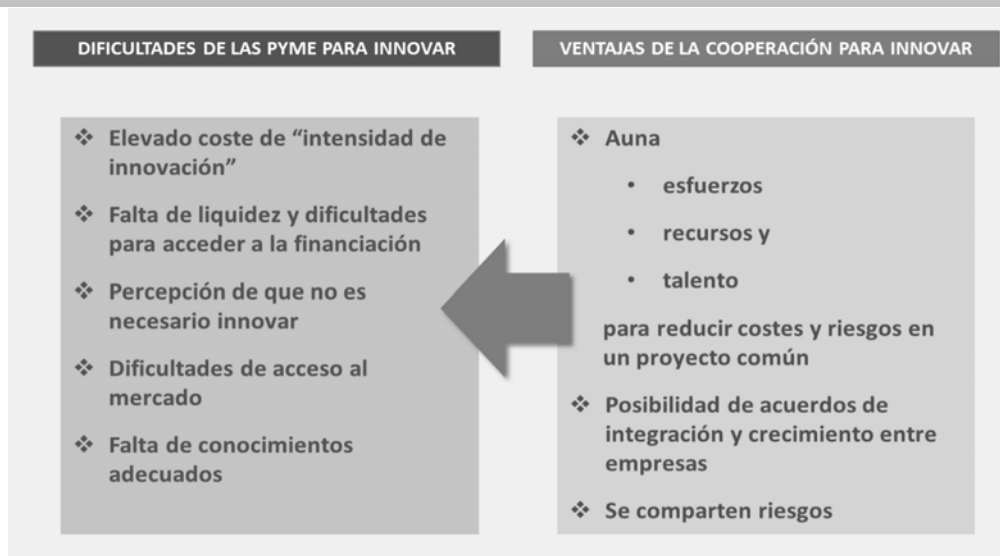 DIFICULTADES DE LAS PYME PARA INNOVAR
❖ Elevado coste de “intensidad de
innovación”
❖ Falta de liquidez y dificultades
para acceder a la financiación
❖ Percepción de que no es
necesario innovar
❖ Dificultades de acceso al
mercado
❖ Falta de conocimientos
adecuados
VENTAJAS DE LA COOPERACIÓN PARA INNOVAR
❖ Auna
• esfuerzos
• recursos y
• talento
para reducir costes y riesgos en
un proyecto común
❖ Posibilidad de acuerdos de
integración y crecimiento entre
empresas
❖ Se comparten riesgos